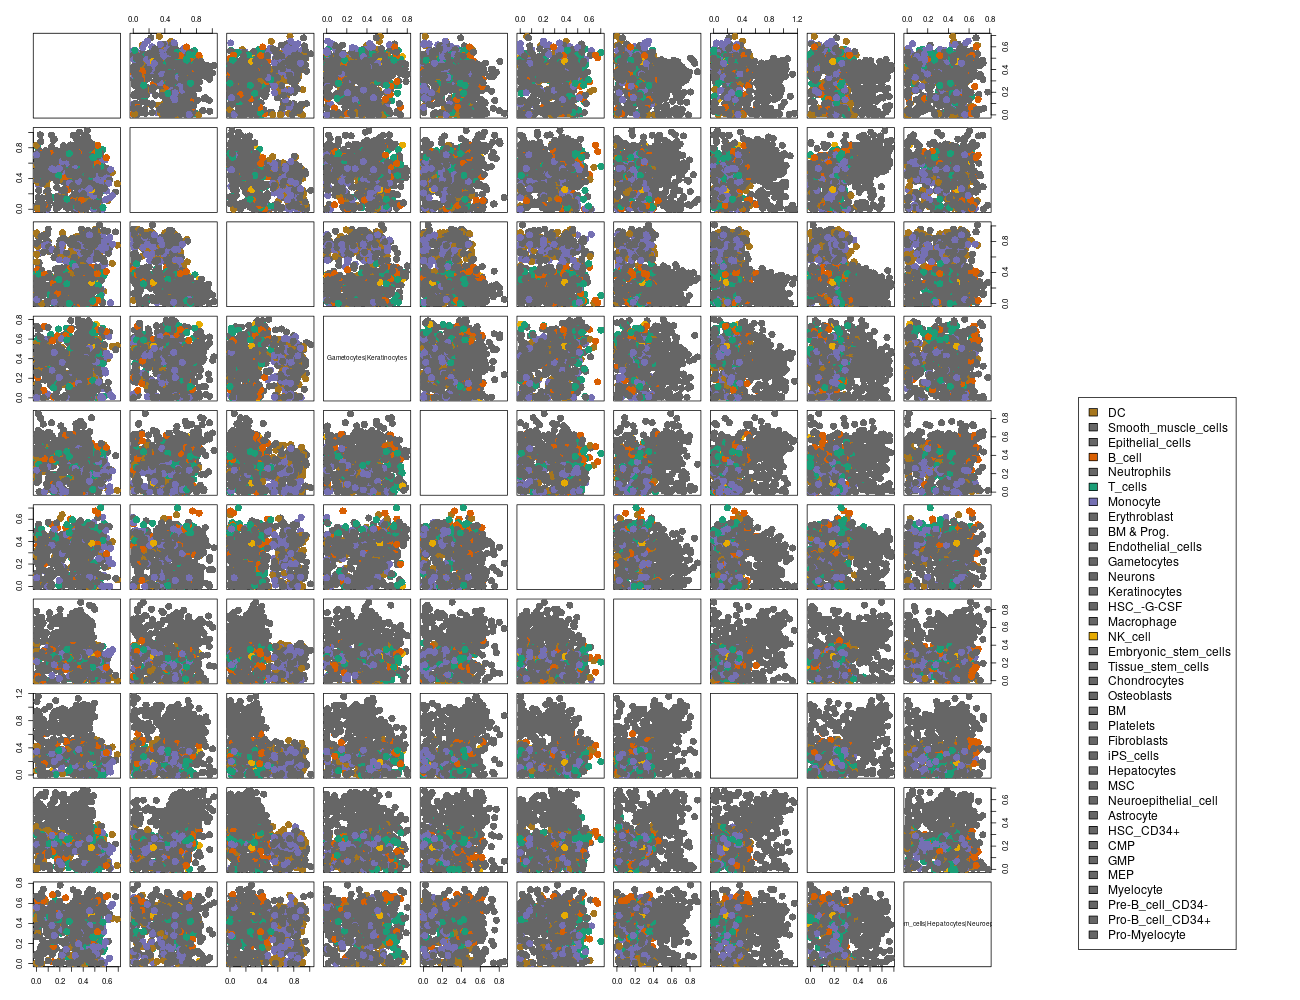 0.0 0.4 0.8
0.0 0.2 0.4 0.6 0.8
0.0 0.2 0.4 0.6
0.0 0.4 0.8 1.2
0.0 0.2 0.4 0.6 0.8
0.0 0.2 0.4 0.6
0.0 0.4 0.8
0.0 0.4 0.8
Gametocytes|Keratinocytes
0.0 0.2 0.4 0.6 0.8
0.0 0.2 0.4 0.6 0.8
0.0 0.2 0.4 0.6
0.0 0.2 0.4 0.6 0.8
0.0 0.4 0.8 1.2
0.0 0.2 0.4 0.6
m_cells|Hepatocytes|Neuroep
0.0 0.2 0.4 0.6 0.8
0.0 0.2 0.4 0.6
0.0 0.4 0.8
0.0 0.2 0.4 0.6 0.8
0.0 0.2 0.4 0.6 0.8
0.0 0.2 0.4 0.6
DC
Smooth_muscle_cells
Epithelial_cells
B_cell
Neutrophils
T_cells
Monocyte
Erythroblast
BM & Prog.
Endothelial_cells
Gametocytes
Neurons
Keratinocytes
HSC_-G-CSF
Macrophage
NK_cell
Embryonic_stem_cells
Tissue_stem_cells
Chondrocytes
Osteoblasts
BM
Platelets
Fibroblasts
iPS_cells
Hepatocytes
MSC
Neuroepithelial_cell
Astrocyte
HSC_CD34+
CMP
GMP
MEP
Myelocyte
Pre-B_cell_CD34-
Pro-B_cell_CD34+
Pro-Myelocyte